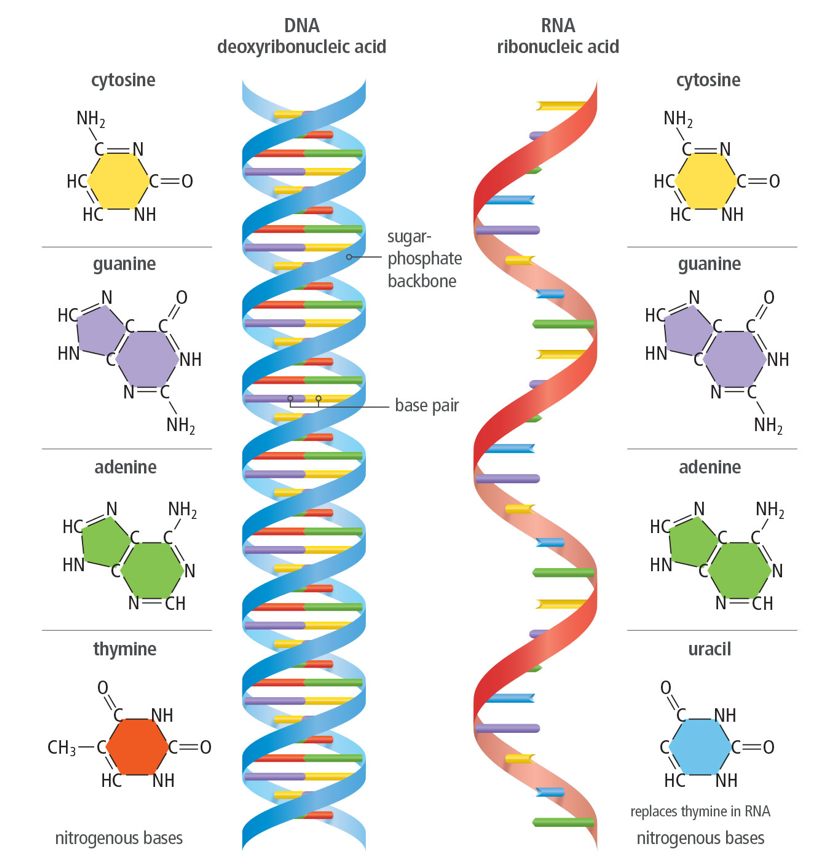 DNA
deoxyribonucleic acid
RNA
ribonucleic acid
cytosine
NH₂
C
N
HC
C
O
HC
NH
guanine
N
O
HC
C
C
HN
C
NH
N
C
NH₂
adenine
N
NH₂
HC
C
C
HN
C
N
N
CH
thymine
O
C
NH
CH₃
C
C
O
HC
NH
nitrogenous bases
sugar-
phosphate
backbone
base pair
cytosine
NH₂
C
N
HC
C
O
HC
NH
guanine
N
O
HC
C
C
HN
C
NH
N
C
NH₂
adenine
N
NH₂
HC
C
C
HN
C
N
N
CH
uracil
O
C
NH
C
C
O
HC
NH
replaces thymine in RNA
nitrogenous bases